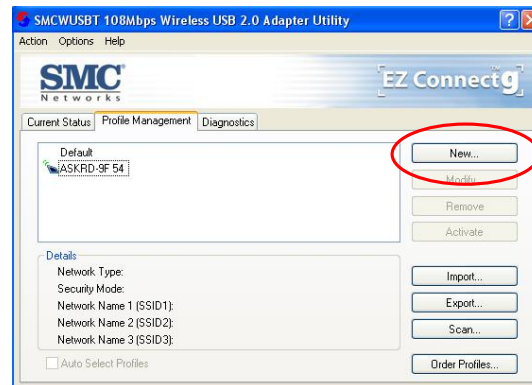 SMCWUSBT 108Mbps Wireless USB 2.0 Adapter Utility
Action Options Help
SMC
Networks
EZ Connect™ g
Current Status Profile Management Diagnostics
Default
ASKRD-9F 54
New...
Modify...
Remove
Activate
Details
Network Type:
Security Mode:
Network Name 1 (SSID1):
Network Name 2 (SSID2):
Network Name 3 (SSID3):
Import...
Export...
Scan...
Auto Select Profiles
Order Profiles...